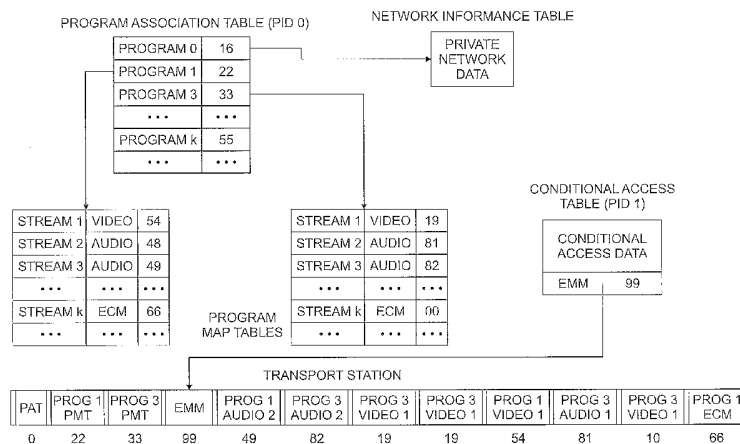 PROGRAM ASSOCIATION TABLE (PID 0)
NETWORK INFORMANCE TABLE
PROGRAM 0 16
PROGRAM 1 22
PROGRAM 3 33
... ...
PROGRAM k 55
... ...
PRIVATE
NETWORK
DATA
STREAM 1 VIDEO 54
STREAM 2 AUDIO 48
STREAM 3 AUDIO 49
... ... ...
STREAM k ECM 66
... ... ...
STREAM 1 VIDEO 19
STREAM 2 AUDIO 81
STREAM 3 AUDIO 82
... ... ...
STREAM k ECM 00
... ... ...
PROGRAM
MAP TABLES
CONDITIONAL ACCESS
TABLE (PID 1)
CONDITIONAL
ACCESS DATA
EMM 99
TRANSPORT STATION
PAT
PROG 1
PMT
PROG 3
PMT
EMM
PROG 1
AUDIO 2
PROG 3
AUDIO 2
PROG 3
VIDEO 1
PROG 3
VIDEO 1
PROG 1
VIDEO 1
PROG 3
AUDIO 1
PROG 3
VIDEO 1
PROG 1
ECM
0 22 33 99 49 82 19 19 54 81 10 66